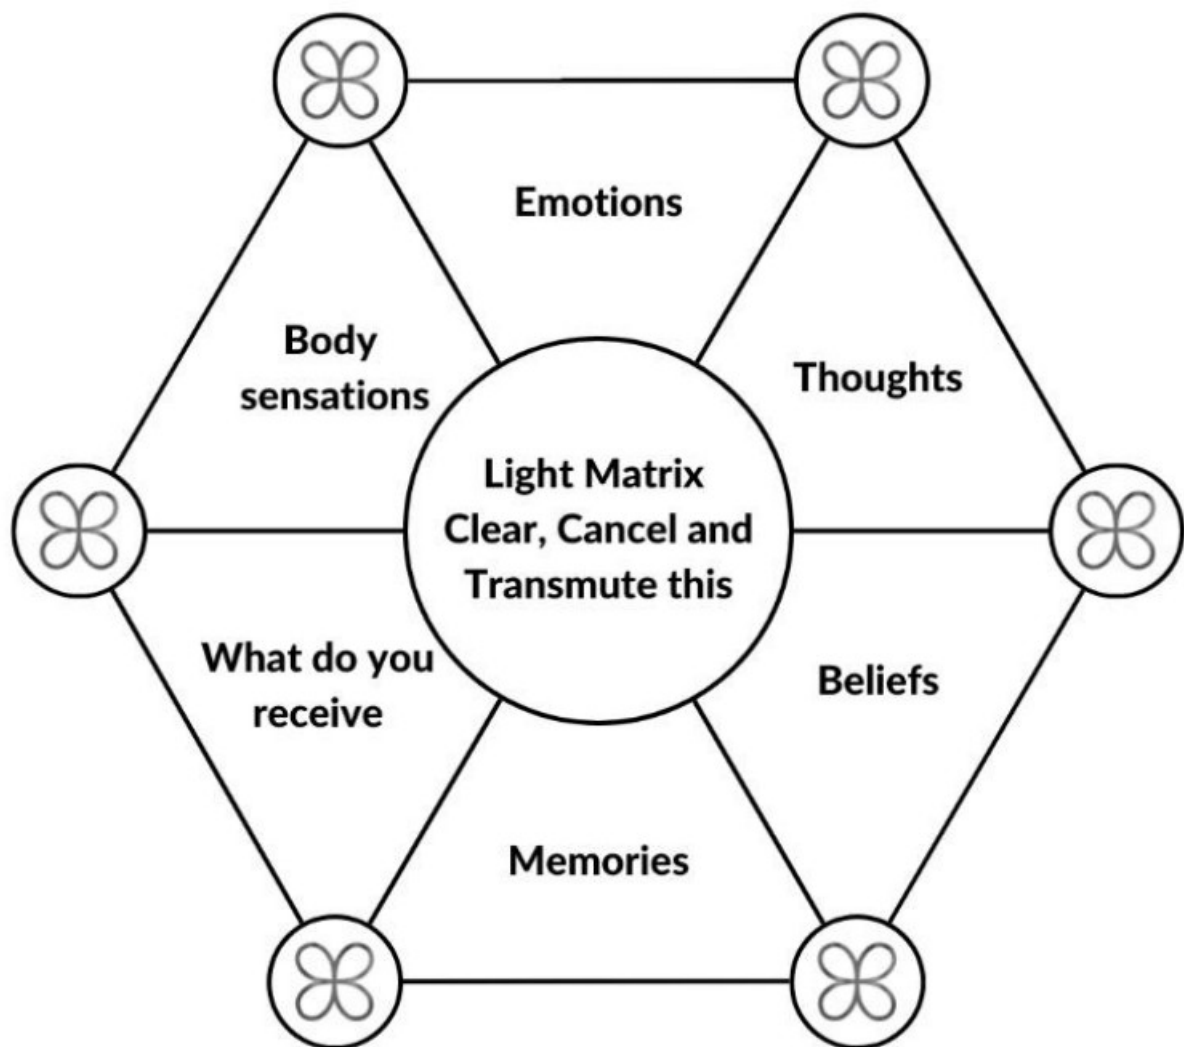 Emotions
Body
sensations
Thoughts
Light Matrix
Clear, Cancel and
Transmute this
What do you
receive
Beliefs
Memories